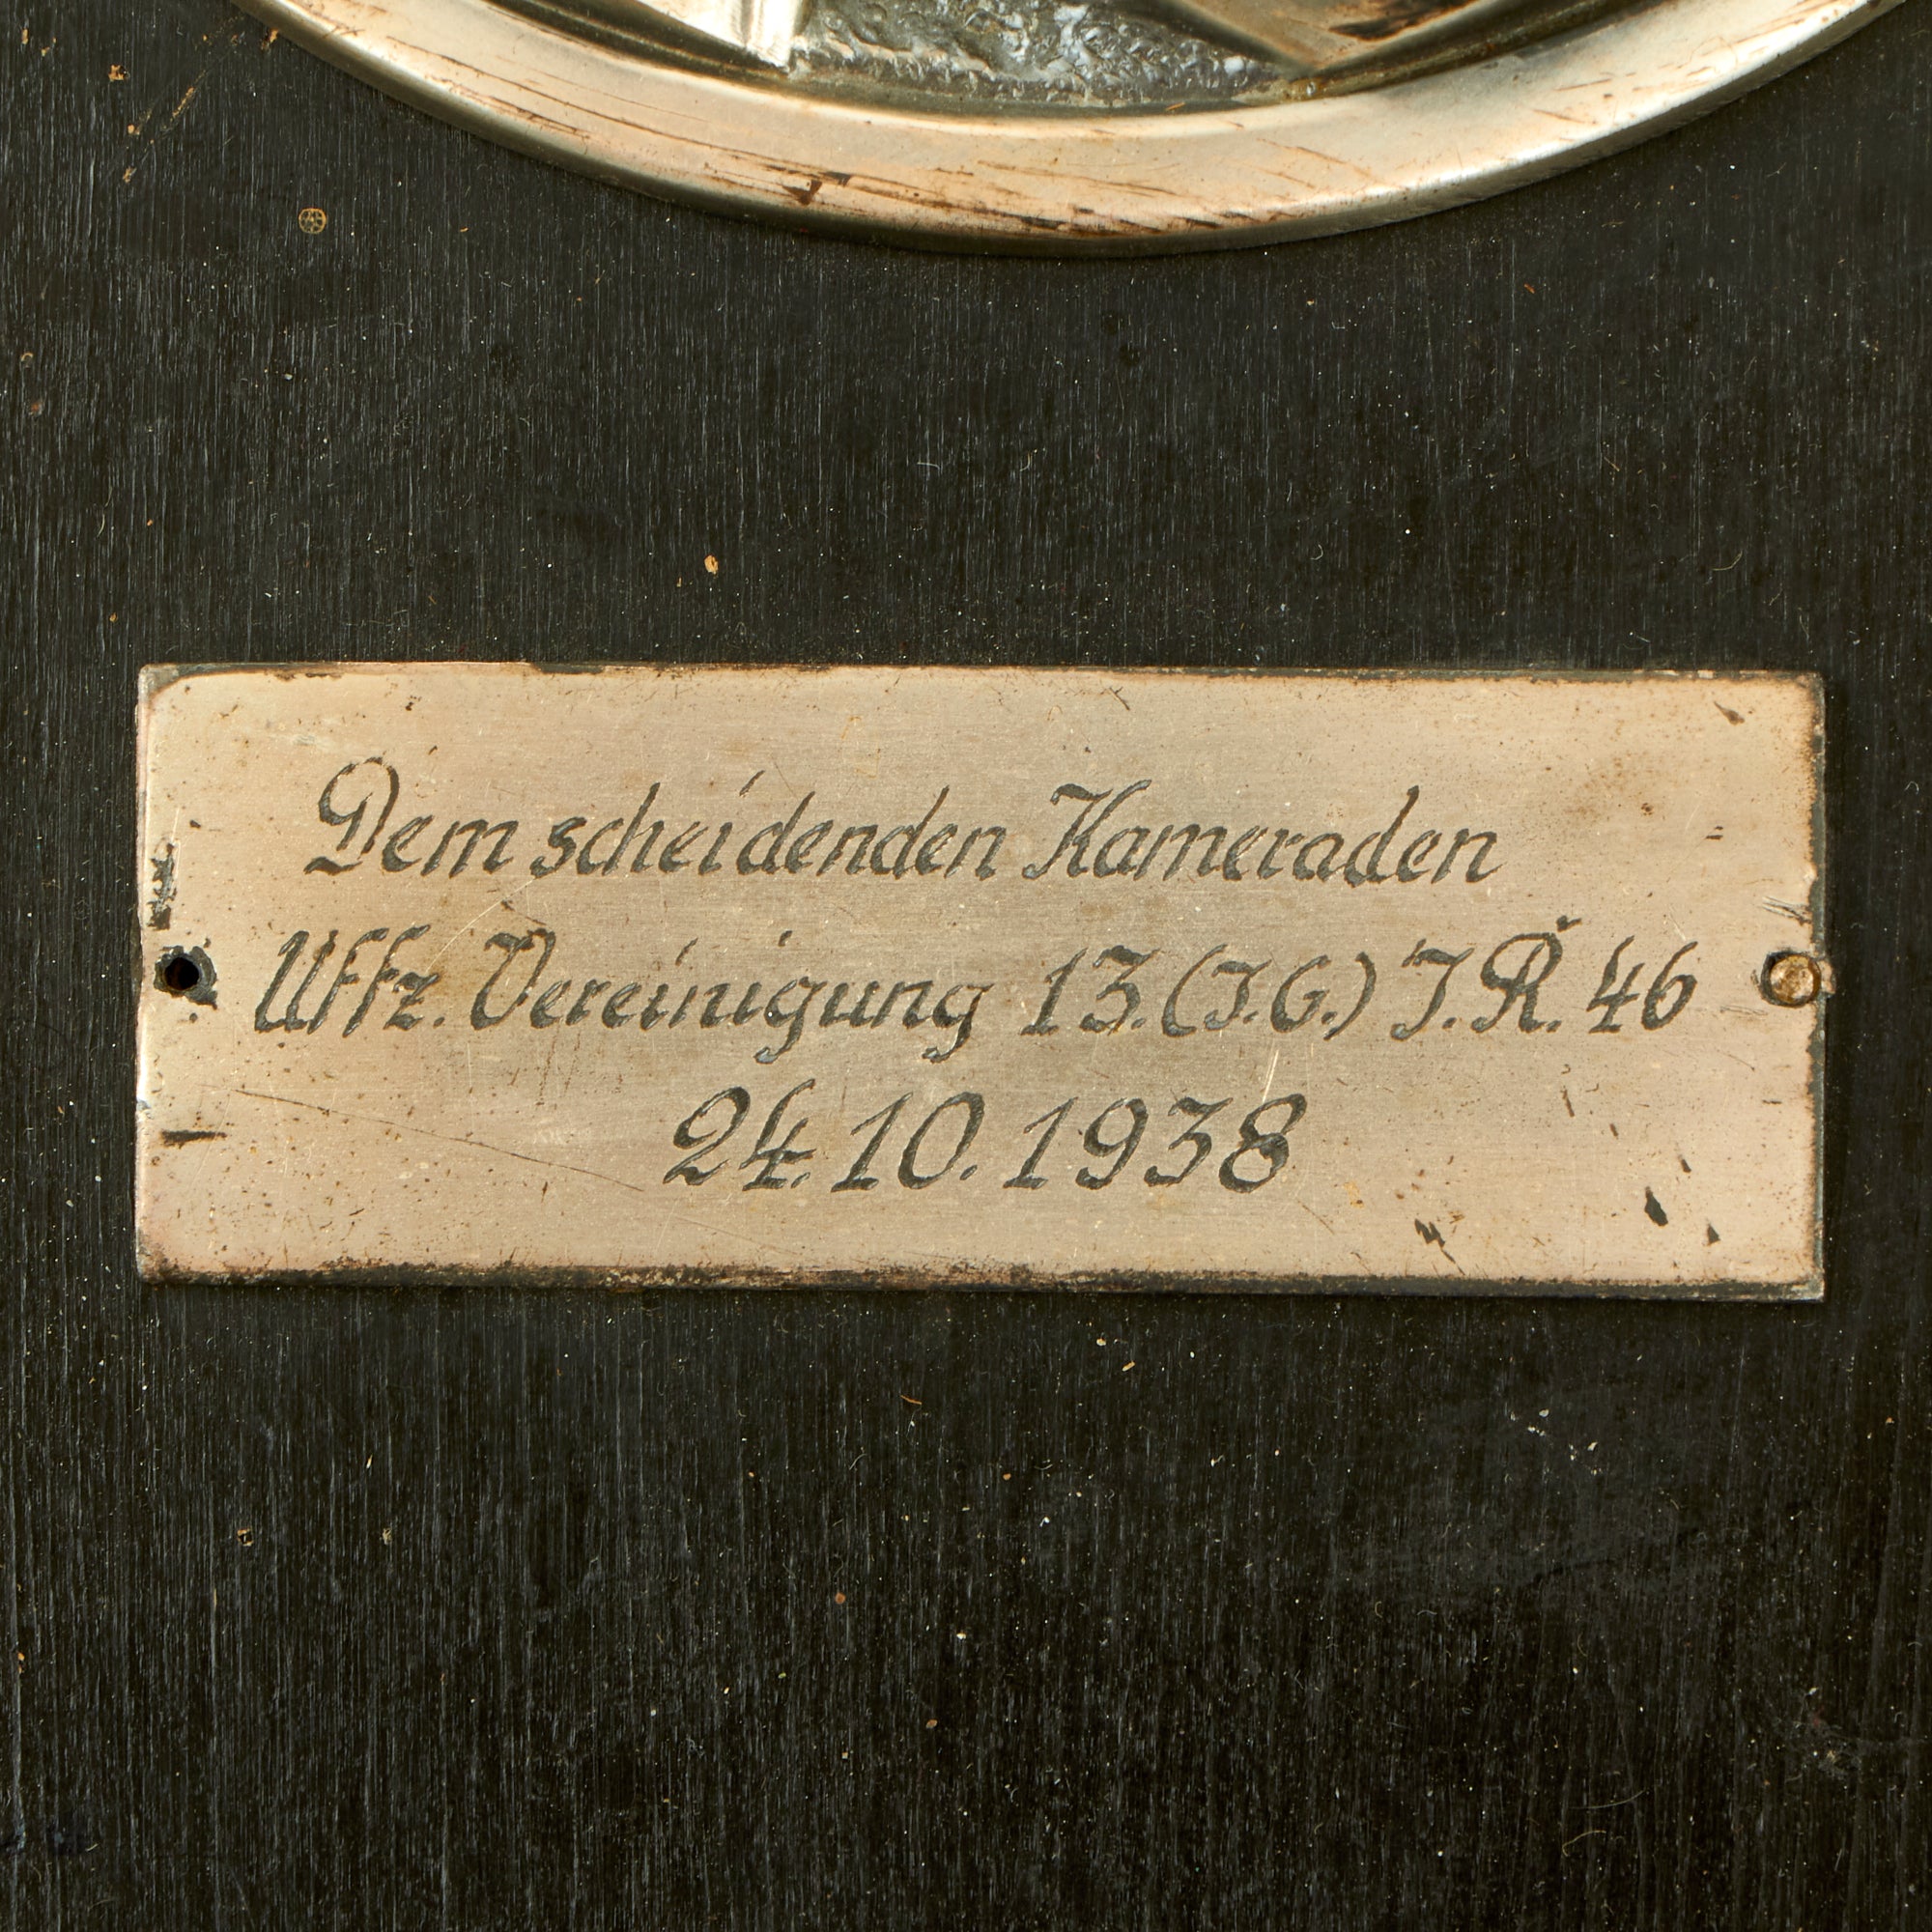 Dem scheidenden Kameraden
Uffz. Vereinigung 13.(I.G.) I.R. 46
24.10.1938